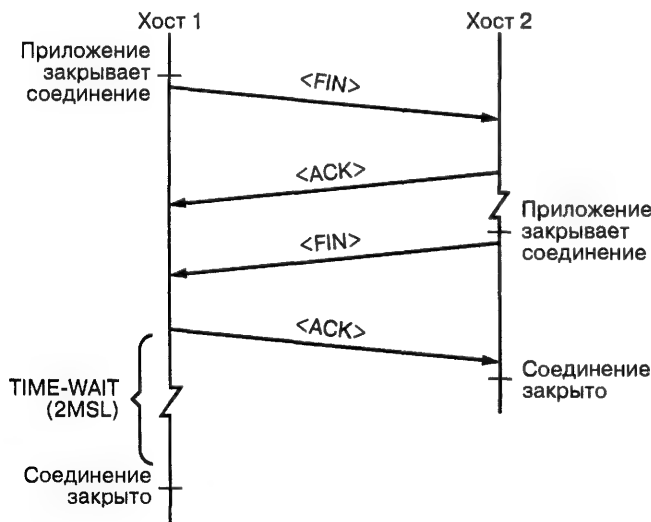 Хост 1
Хост 2
Приложение
закрывает
соединение
<FIN>
<ACK>
Приложение
закрывает
соединение
<FIN>
<ACK>
Соединение
закрыто
TIME-WAIT
(2MSL)
Соединение
закрыто